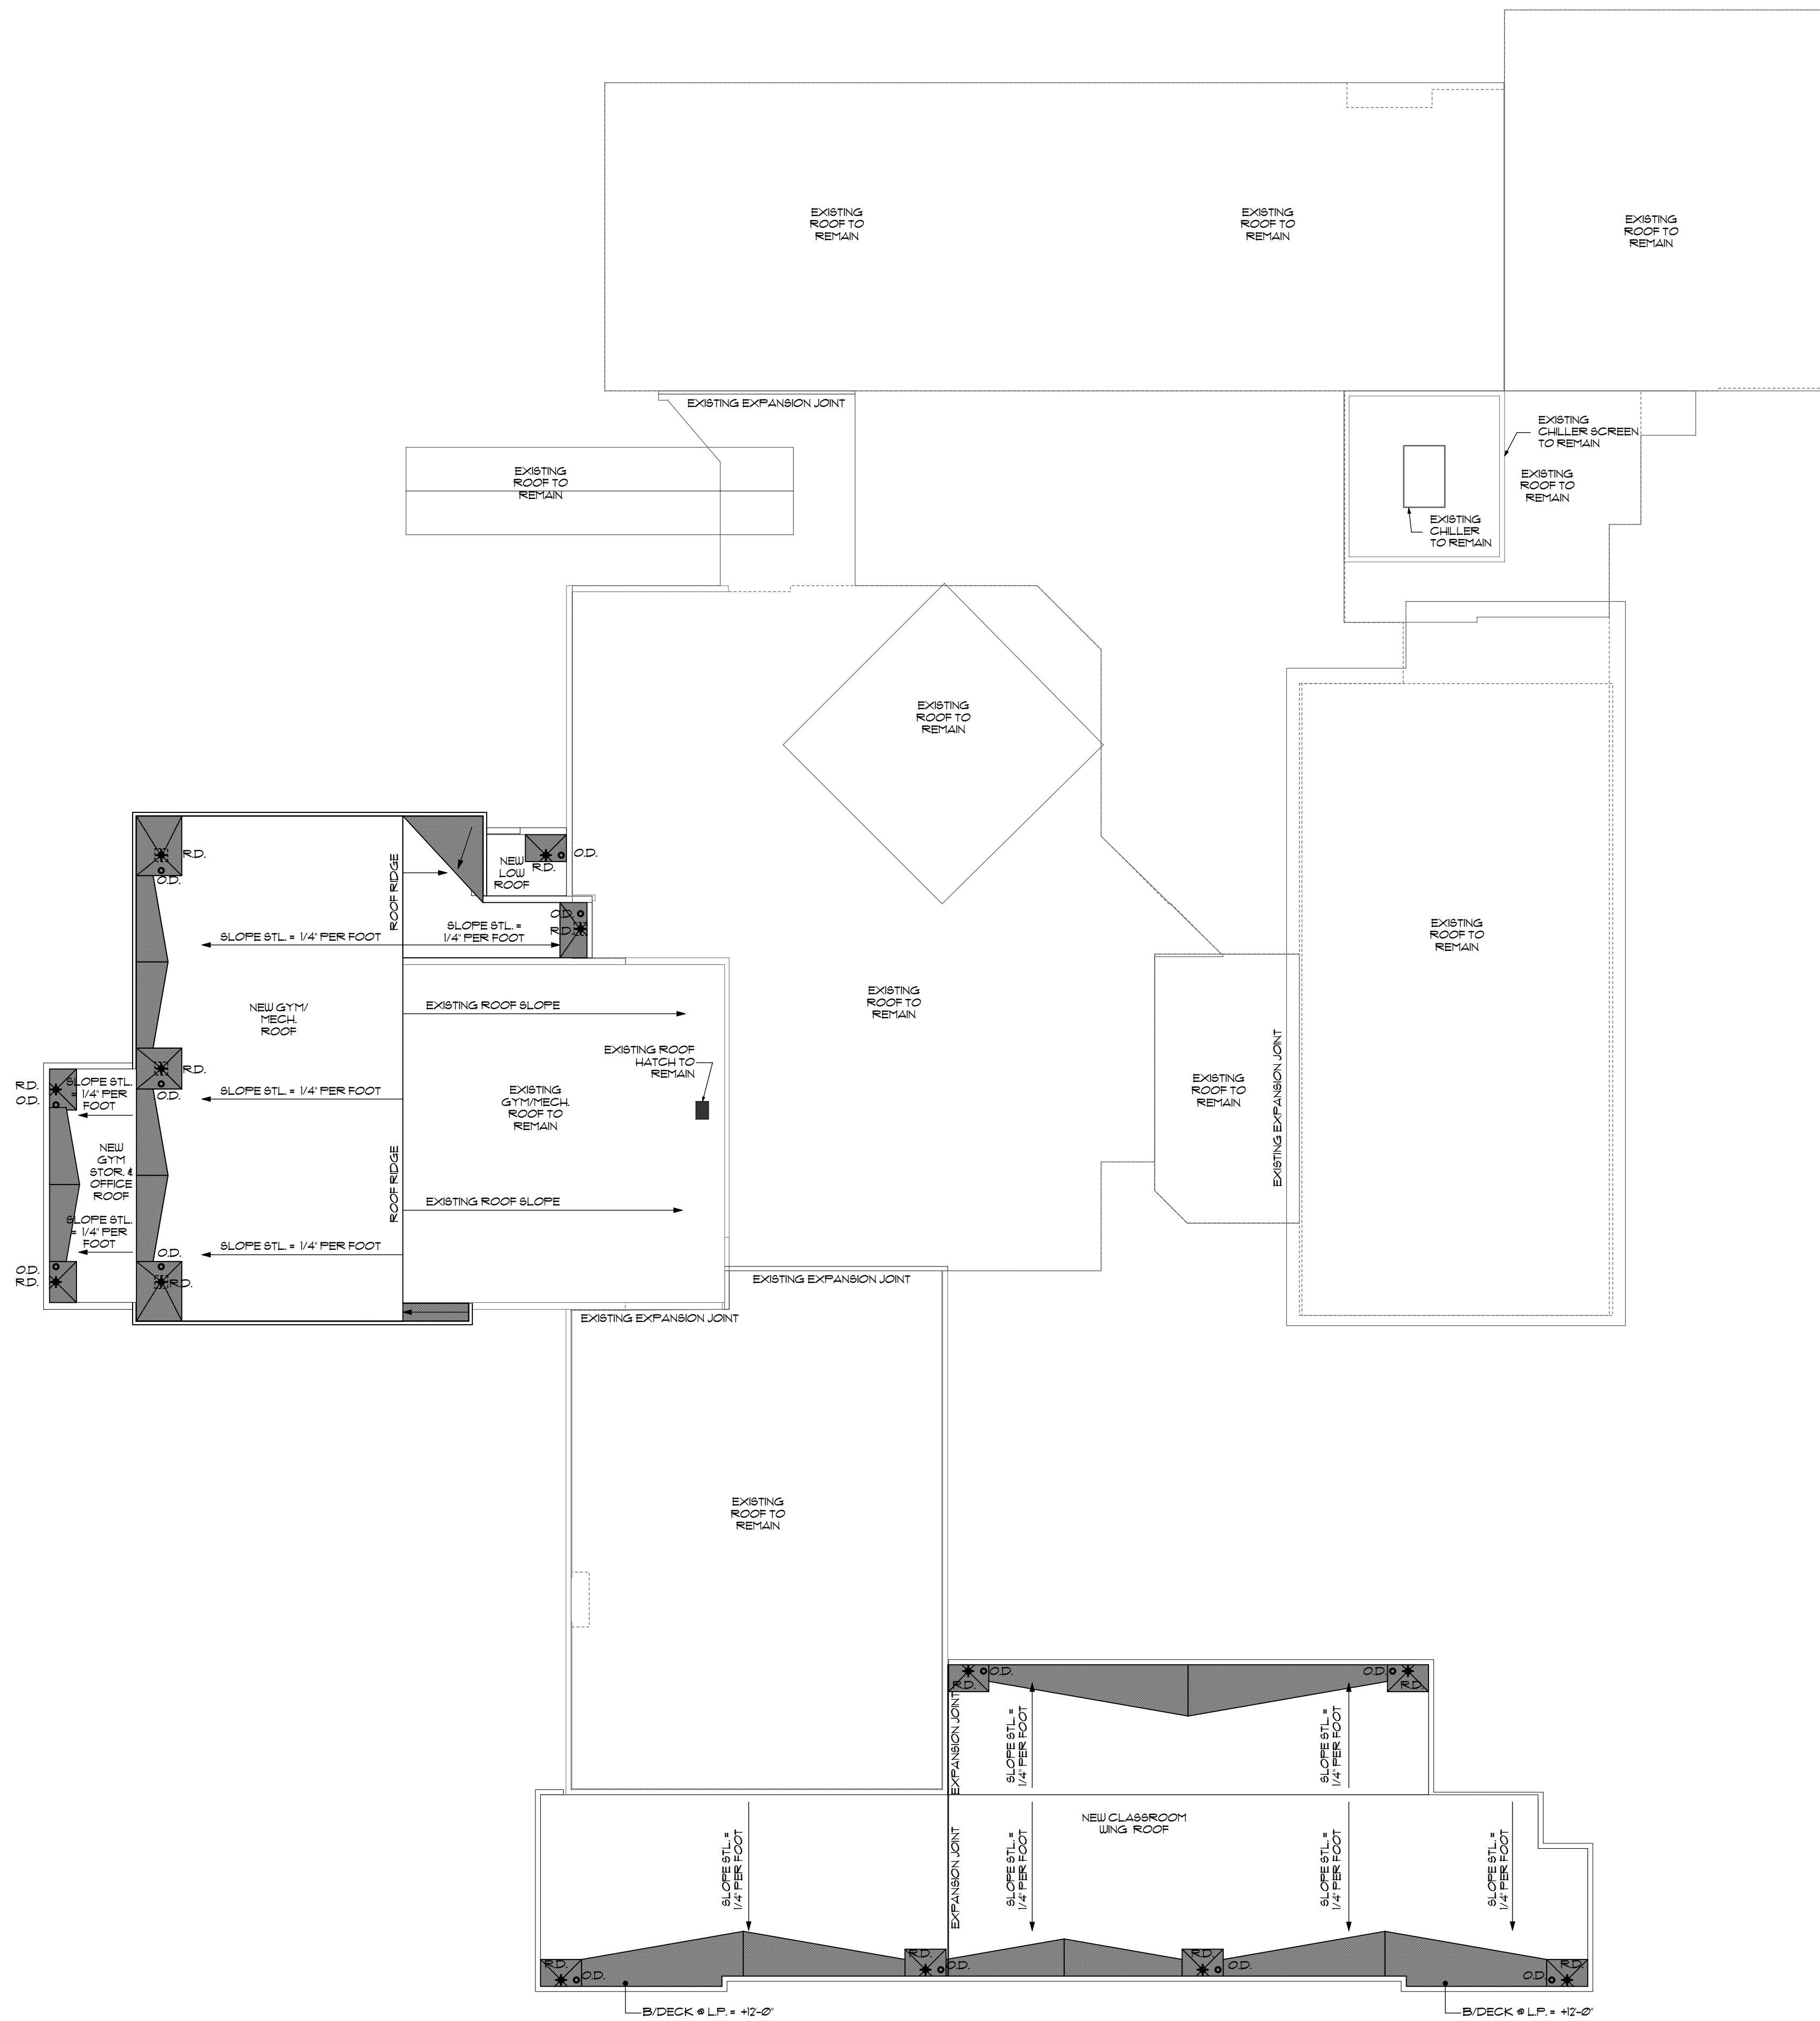 EXISTING
ROOF TO
REMAIN
EXISTING
ROOF TO
REMAIN
EXISTING
ROOF TO
REMAIN
EXISTING EXPANSION JOINT
EXISTING
CHILLER SCREEN
TO REMAIN
EXISTING
ROOF TO
REMAIN
EXISTING
ROOF TO
REMAIN
EXISTING
CHILLER
TO REMAIN
EXISTING
ROOF TO
REMAIN
R.D.
O.D.
ROOF RIDGE
NEW
LOW
ROOF
R.D.
O.D.
O.D.
R.D.
SLOPE STL. = 1/4" PER FOOT
SLOPE STL. =
1/4" PER FOOT
EXISTING
ROOF TO
REMAIN
EXISTING
ROOF TO
REMAIN
NEW GYM/
MECH.
ROOF
EXISTING ROOF SLOPE
EXISTING ROOF
HATCH TO
REMAIN
EXISTING
GYM/MECH.
ROOF TO
REMAIN
EXISTING
ROOF TO
REMAIN
EXISTING EXPANSION JOINT
R.D.
O.D.
R.D.
O.D.
SLOPE STL.
= 1/4" PER
FOOT
SLOPE STL. = 1/4" PER FOOT
NEW
GYM
STOR. &
OFFICE
ROOF
ROOF RIDGE
EXISTING ROOF SLOPE
SLOPE STL.
= 1/4" PER
FOOT
SLOPE STL. = 1/4" PER FOOT
O.D.
R.D.
O.D.
R.D.
EXISTING EXPANSION JOINT
EXISTING EXPANSION JOINT
EXISTING
ROOF TO
REMAIN
O.D.
R.D.
O.D.
R.D.
EXPANSION JOINT
SLOPE STL. =
1/4" PER FOOT
SLOPE STL. =
1/4" PER FOOT
NEW CLASSROOM
WING ROOF
SLOPE STL. =
1/4" PER FOOT
EXPANSION JOINT
SLOPE STL. =
1/4" PER FOOT
SLOPE STL. =
1/4" PER FOOT
SLOPE STL. =
1/4" PER FOOT
R.D.
O.D.
R.D.
O.D.
R.D.
O.D.
R.D.
O.D.
B/DECK @ L.P. = +12'-0"
B/DECK @ L.P. = +12'-0"